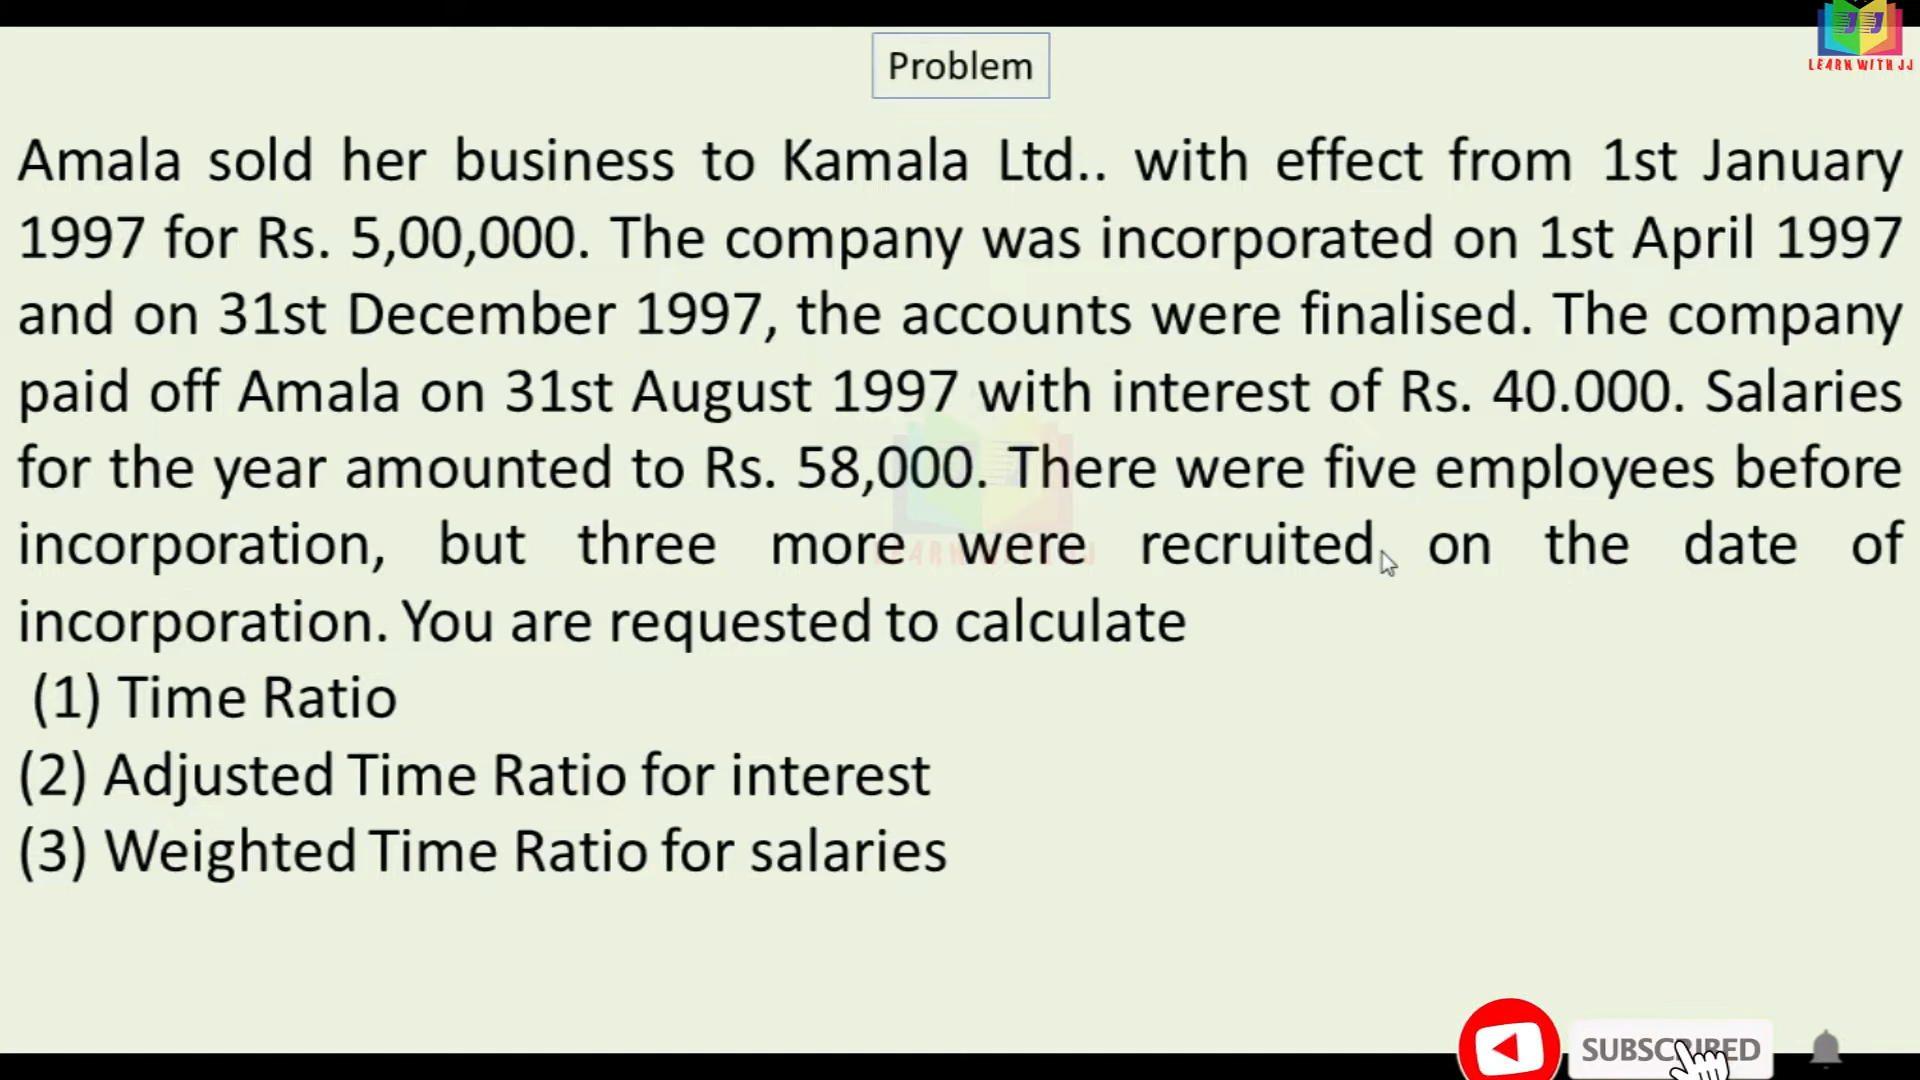 Problem
LEARN WITH JJ
Amala sold her business to Kamala Ltd.. with effect from 1st January
1997 for Rs. 5,00,000. The company was incorporated on 1st April 1997
and on 31st December 1997, the accounts were finalised. The company
paid off Amala on 31st August 1997 with interest of Rs. 40.000. Salaries
for the year amounted to Rs. 58,000. There were five employees before
incorporation, but three more were recruited on the date of
incorporation. You are requested to calculate
(1) Time Ratio
(2) Adjusted Time Ratio for interest
(3) Weighted Time Ratio for salaries
LEARN WITH JJ
SUBSCRIBED